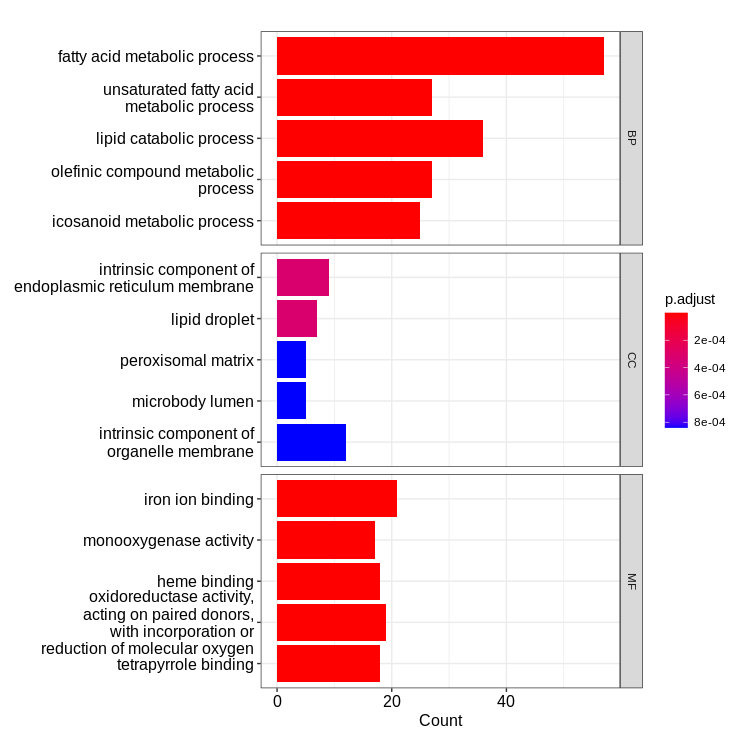 fatty acid metabolic process
unsaturated fatty acid
metabolic process
lipid catabolic process
olefinic compound metabolic
process
icosanoid metabolic process
BP
intrinsic component of
endoplasmic reticulum membrane
lipid droplet
peroxisomal matrix
microbody lumen
intrinsic component of
organelle membrane
CC
iron ion binding
monooxygenase activity
heme binding
oxidoreductase activity,
acting on paired donors,
with incorporation or
reduction of molecular oxygen
tetrapyrrole binding
MF
0 20 40
Count
p.adjust
2e-04
4e-04
6e-04
8e-04